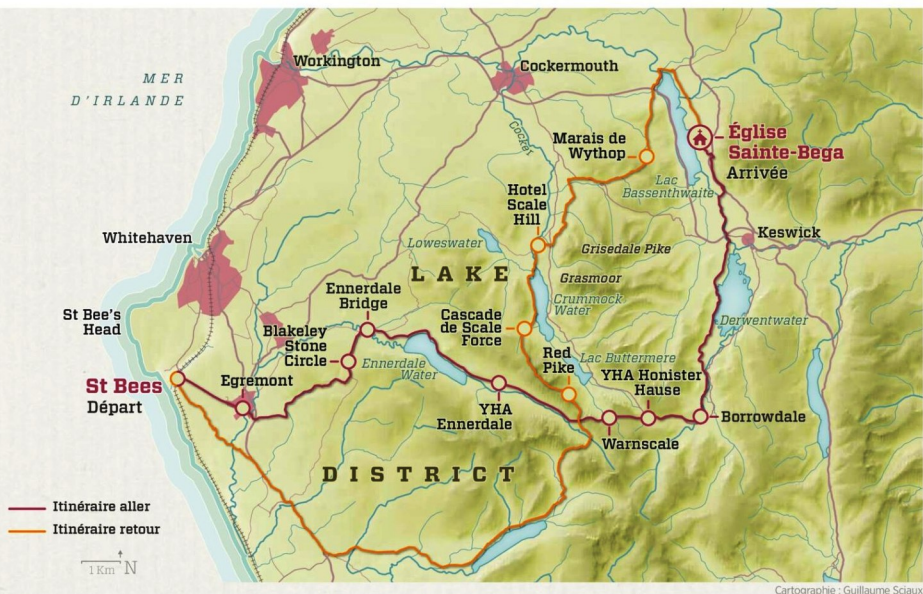 MER
D'IRLANDE
Workington
Cockermouth
Cocker
Marais de
Wythop
Église
Sainte-Bega
Arrivée
Lac
Bassenthwaite
Hotel
Scale
Hill
Whitehaven
Loweswater
Grisedale Pike
Keswick
LAKE
Grasmoor
Ennerdale
Bridge
Crummock
Water
St Bee's
Head
Cascade
de Scale
Force
Derwentwater
Blakeley
Stone
Circle
Ennerdale
Water
Red
Pike
Lac Buttermere
YHA Honister
Hause
St Bees
Départ
Egremont
YHA
Ennerdale
Borrowdale
Warnscale
DISTRICT
Itinéraire aller
Itinéraire retour
1 Km N
Cartographie : Guillaume Sciaux